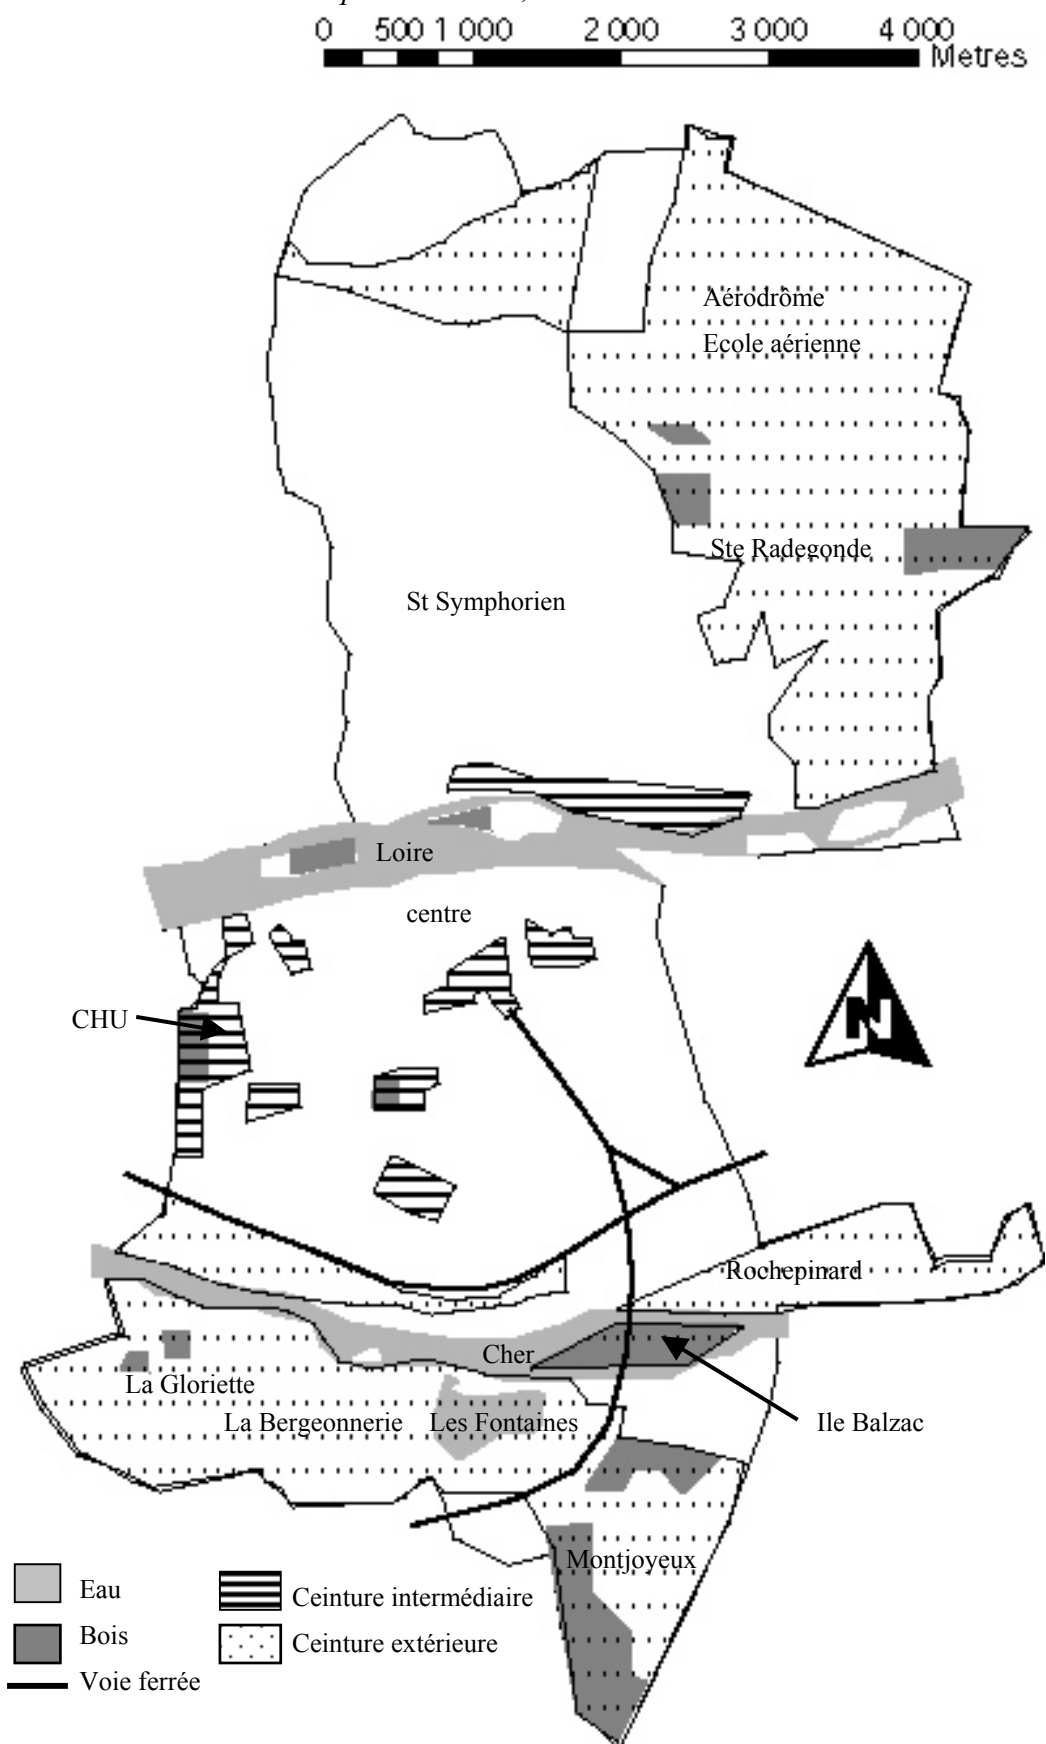 0 500 1 000 2 000 3 000 4 000
Metres
Aérodrôme
Ecole aérienne
Ste Radegonde
St Symphorien
Loire
centre
N
CHU
Rochepinard
Cher
La Gloriette
La Bergeonnerie Les Fontaines
Ile Balzac
Montjoyeux
Eau
Ceinture intermédiaire
Bois
Ceinture extérieure
Voie ferrée